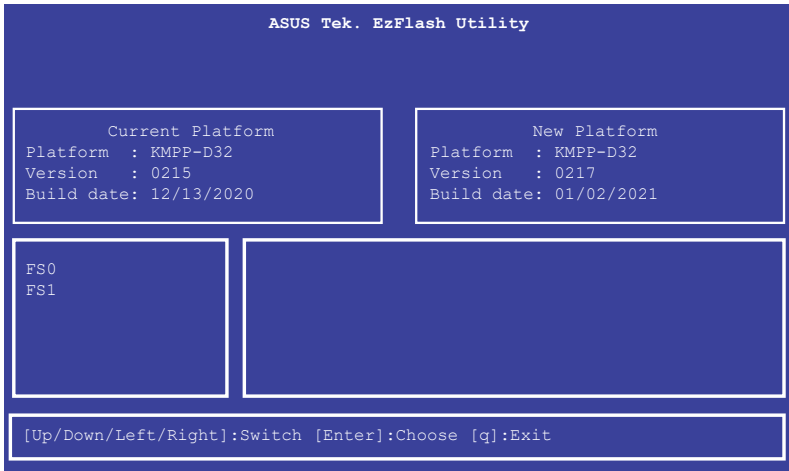 ASUS Tek. EzFlash Utility
Current Platform
Platform : KMPP-D32
Version : 0215
Build date: 12/13/2020
New Platform
Platform : KMPP-D32
Version : 0217
Build date: 01/02/2021
FS0
FS1
[Up/Down/Left/Right]:Switch [Enter]:Choose [q]:Exit